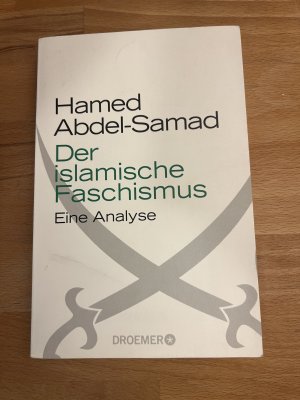 Hamed
Abdel-Samad
Der
islamische
Faschismus
Eine Analyse
DROEMER